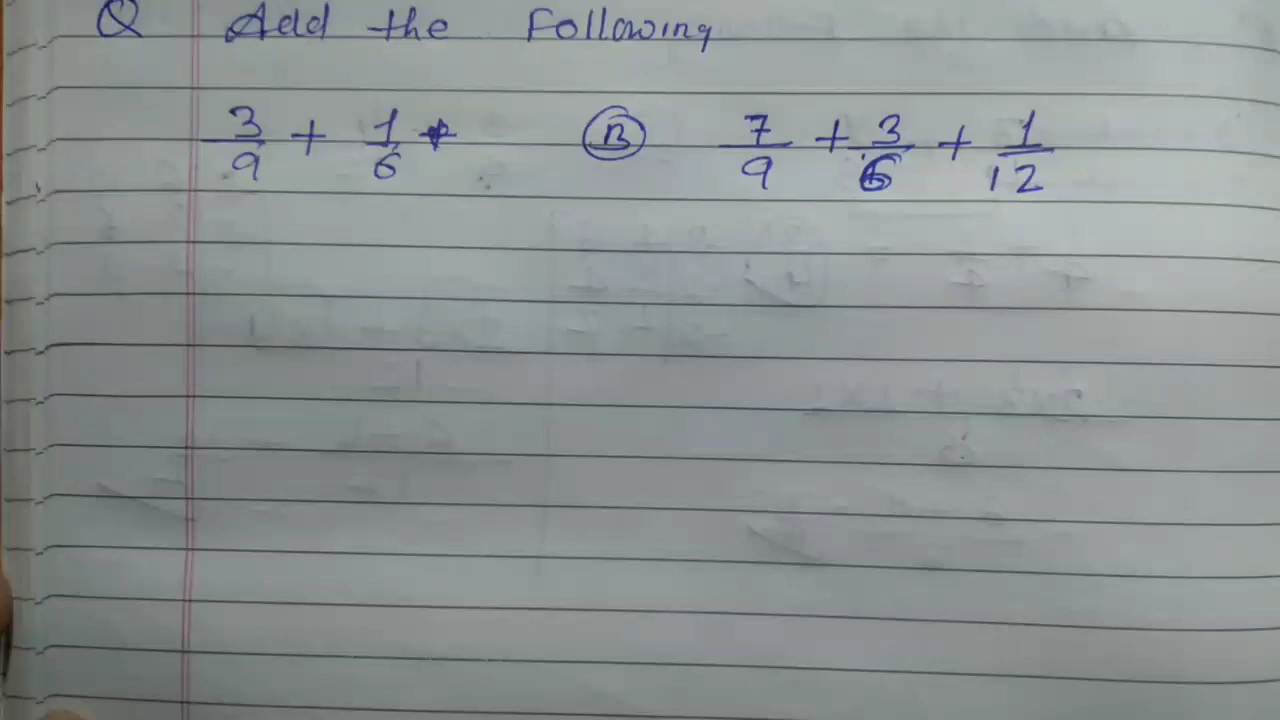 Q Add the Following
3/9 + 1/6 + B 7/9 + 3/6 + 1/12